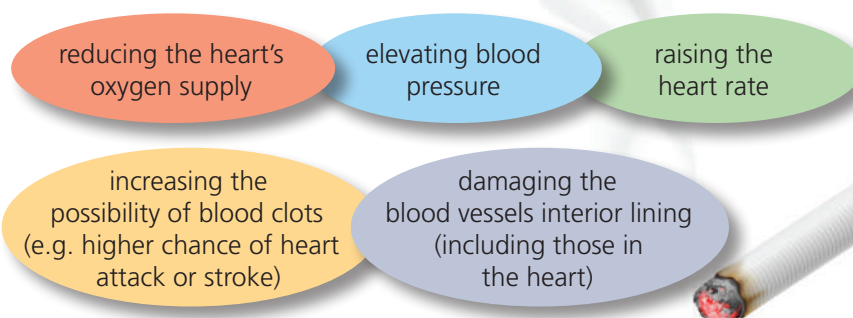 reducing the heart's
oxygen supply
elevating blood
pressure
raising the
heart rate
increasing the
possibility of blood clots
(e.g. higher chance of heart
attack or stroke)
damaging the
blood vessels interior lining
(including those in
the heart)